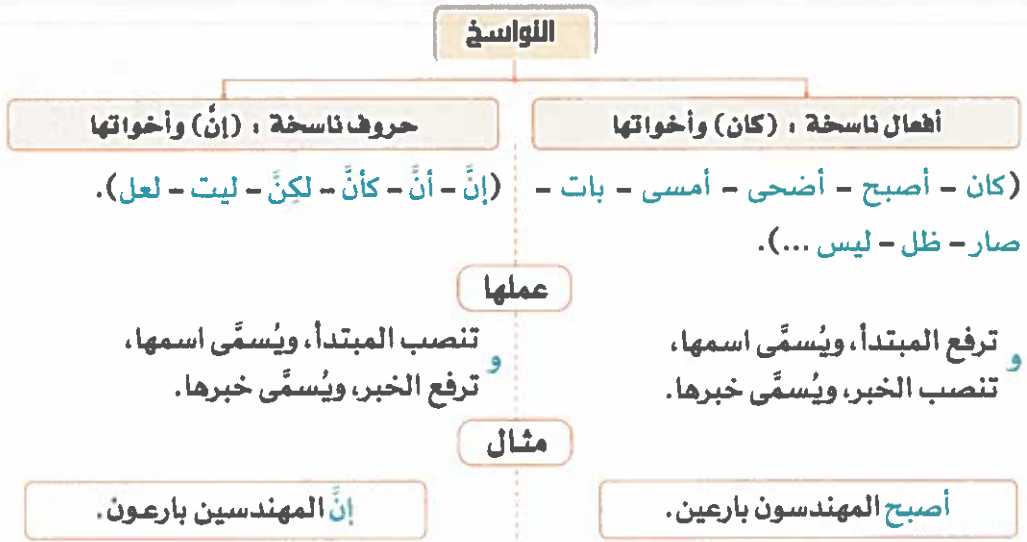 النواسخ
أفعال ناسخة : (كان) وأخواتها
حروف ناسخة : (إنَّ) وأخواتها
(كان – أصبح – أضحى – أمسى – بات –
صار – ظل – ليس ...).
(إنَّ – أنَّ – كأنَّ – لكنَّ – ليت – لعل).
عملها
ترفع المبتدأ، ويُسمَّى اسمها،
و
تنصب الخبر، ويُسمَّى خبرها.
تنصب المبتدأ، ويُسمَّى اسمها،
و
ترفع الخبر، ويُسمَّى خبرها.
مثال
أصبح المهندسون بارعين.
إنَّ المهندسين بارعون.